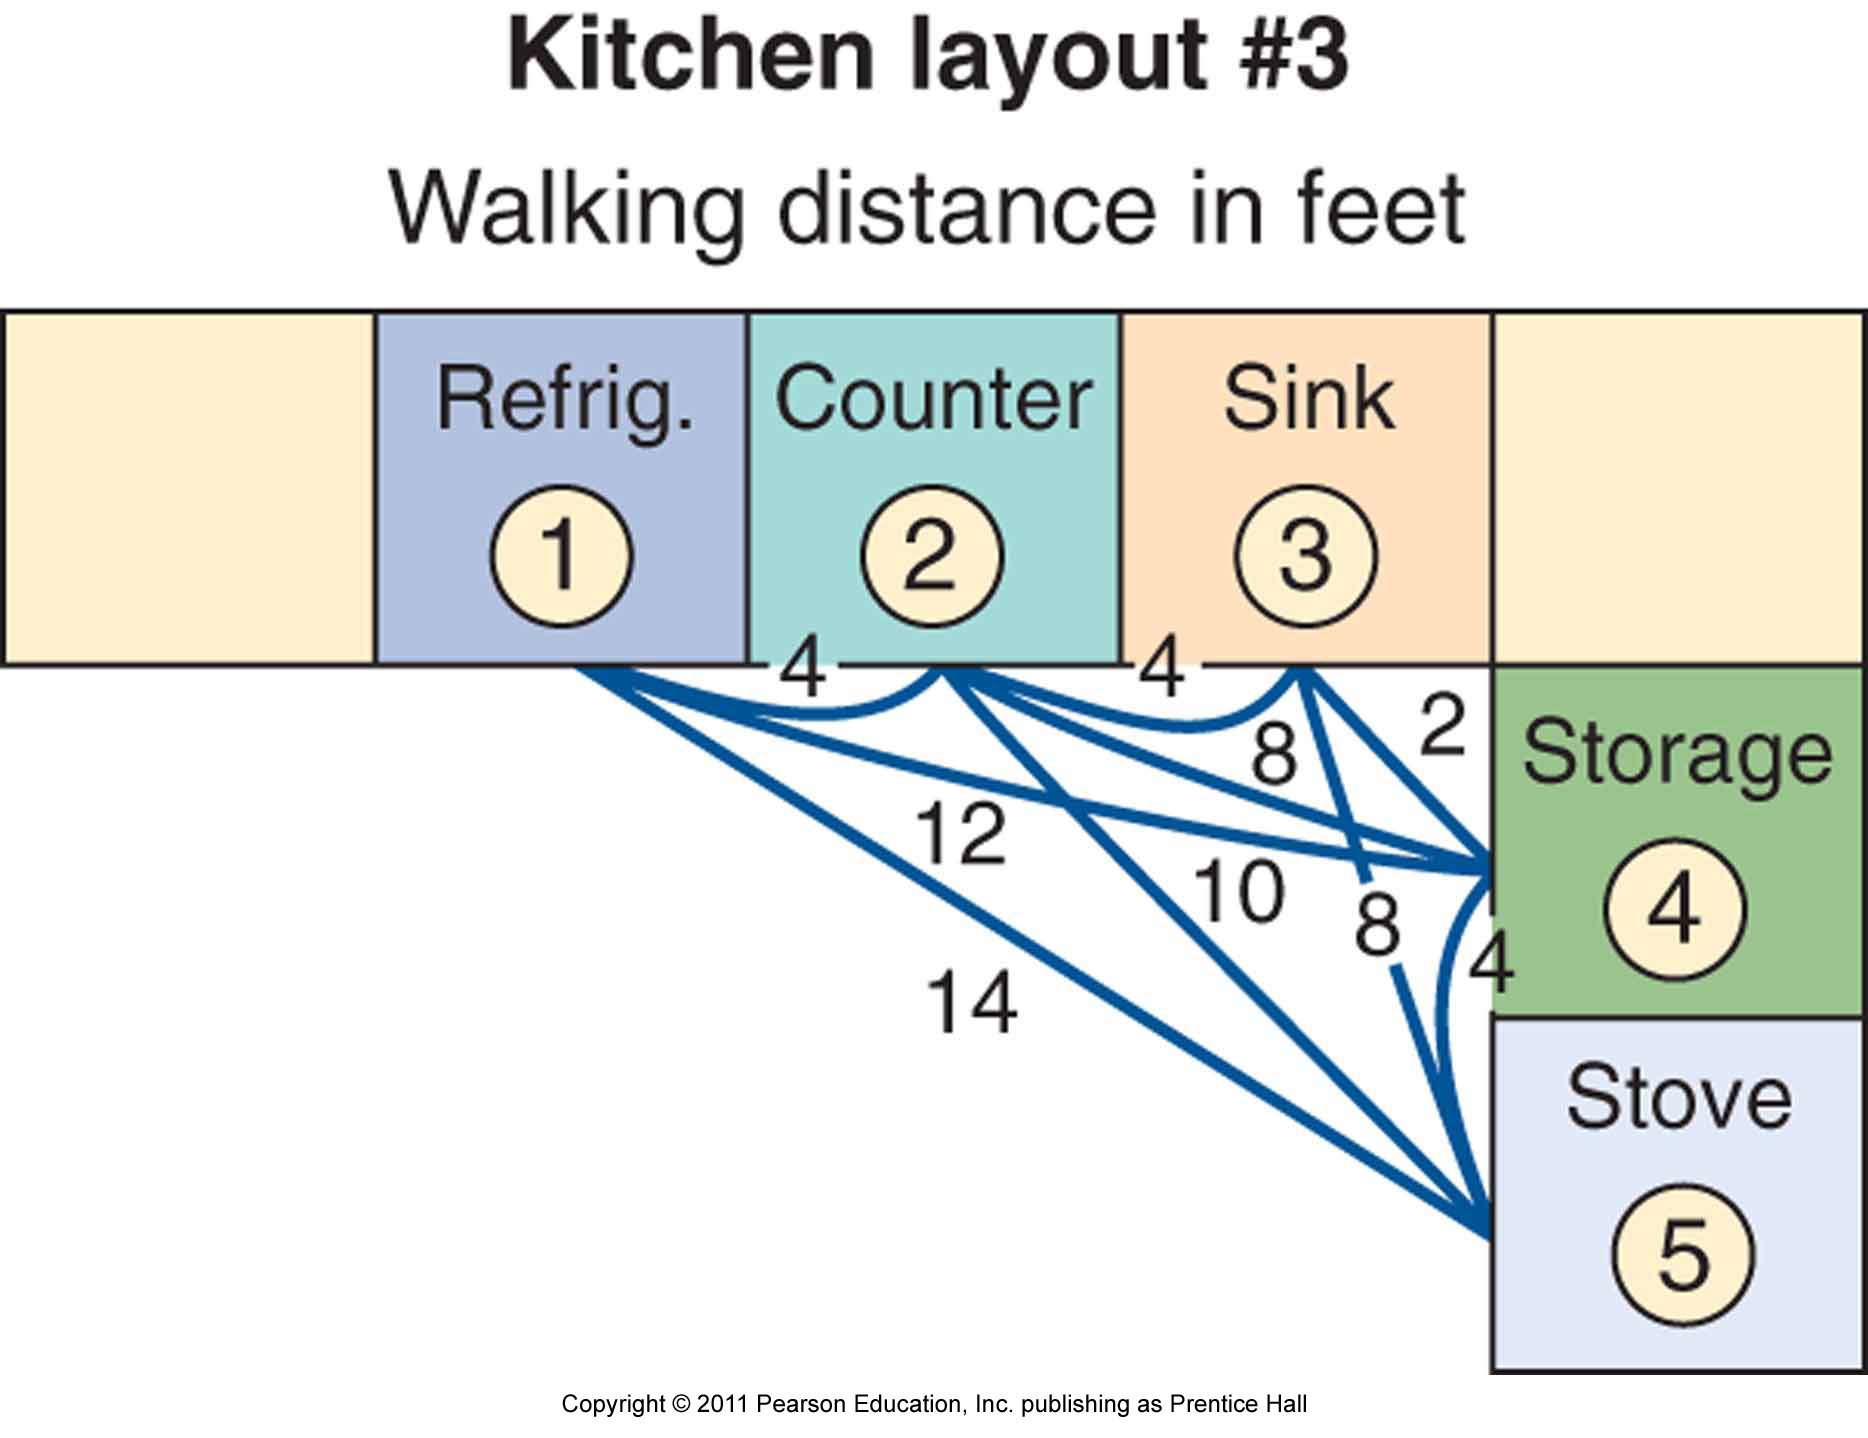 Kitchen layout #3
Walking distance in feet
Refrig.
Counter
Sink
1
2
3
4
4
2
8
Storage
12
10
8
4
4
14
Stove
5
Copyright © 2011 Pearson Education, Inc. publishing as Prentice Hall